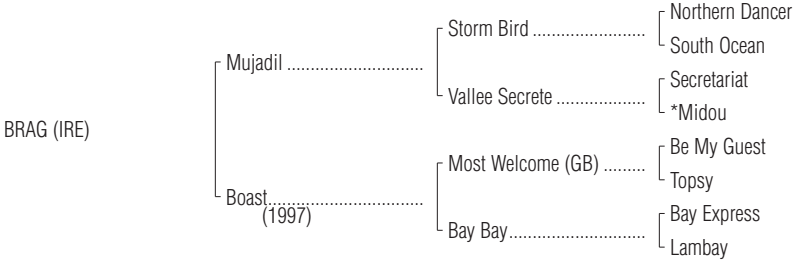 Northern Dancer
Storm Bird ........................
South Ocean
Mujadil .............................
Secretariat
Vallee Secrete ...................
*Midou
BRAG (IRE)
Be My Guest
Most Welcome (GB) .........
Topsy
Boast.................................
(1997)
Bay Express
Bay Bay.............................
Lambay